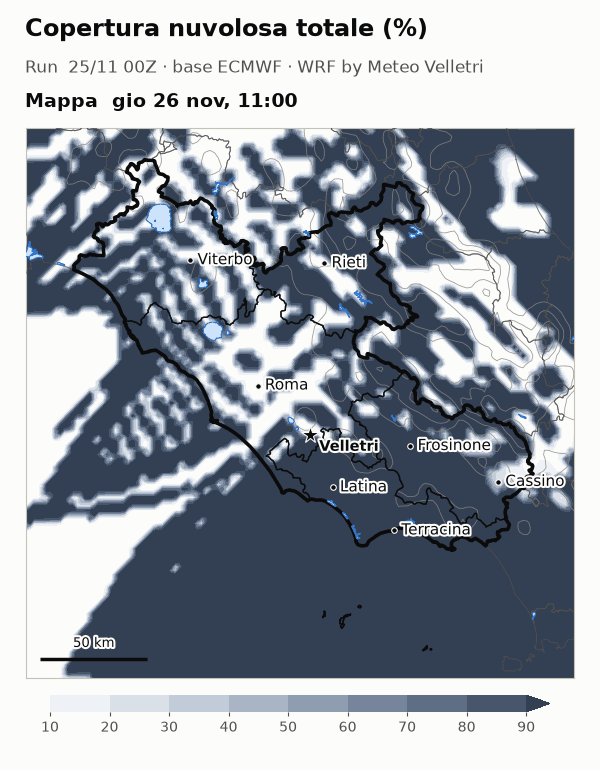 Copertura nuvolosa totale (%)
Run  25/11 00Z · base ECMWF · WRF by Meteo Velletri
Mappa  gio 26 nov, 11:00
Viterbo
Rieti
Roma
Velletri
Frosinone
Cassino
Latina
Terracina
50 km
10 20 30 40 50 60 70 80 90